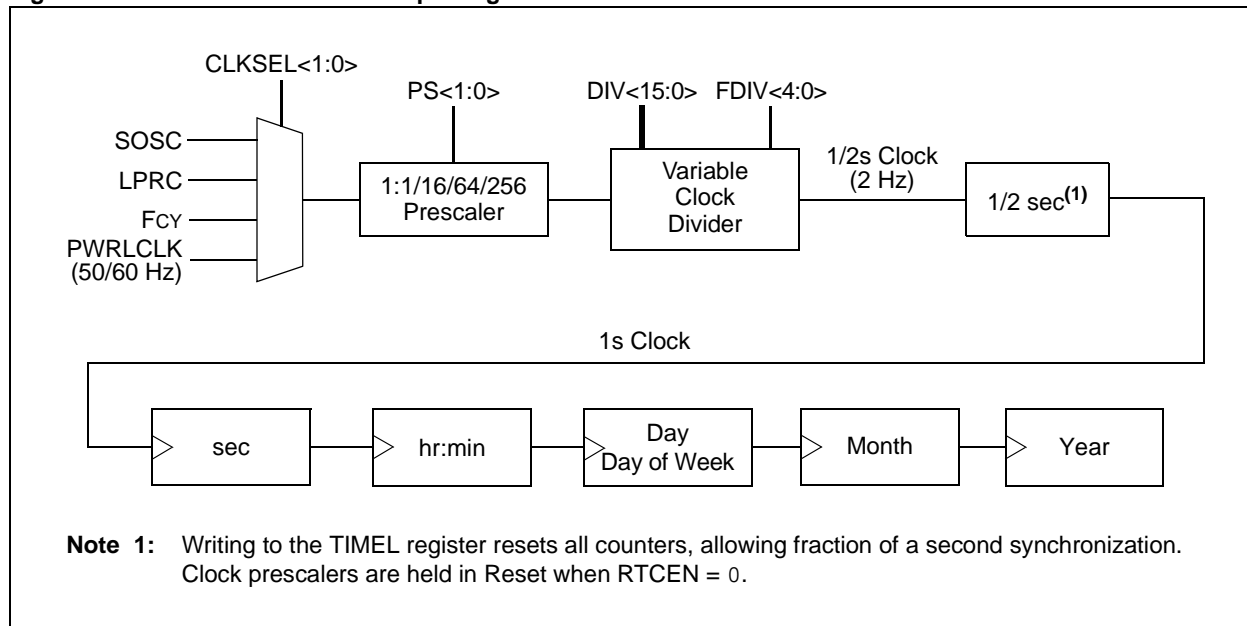 CLKSEL<1:0>
PS<1:0>
DIV<15:0> FDIV<4:0>
SOSC
LPRC
FCY
PWRLCLK
(50/60 Hz)
1:1/16/64/256
Prescaler
Variable
Clock
Divider
1/2s Clock
(2 Hz)
1/2 sec(1)
1s Clock
sec
hr:min
Day
Day of Week
Month
Year
Note 1: Writing to the TIMEL register resets all counters, allowing fraction of a second synchronization.
Clock prescalers are held in Reset when RTCEN = 0.